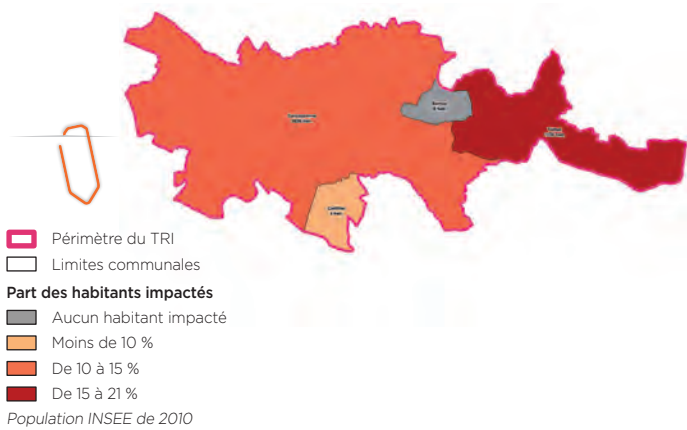 Périmètre du TRI
Limites communales
Part des habitants impactés
Aucun habitant impacté
Moins de 10 %
De 10 à 15 %
De 15 à 21 %
Population INSEE de 2010